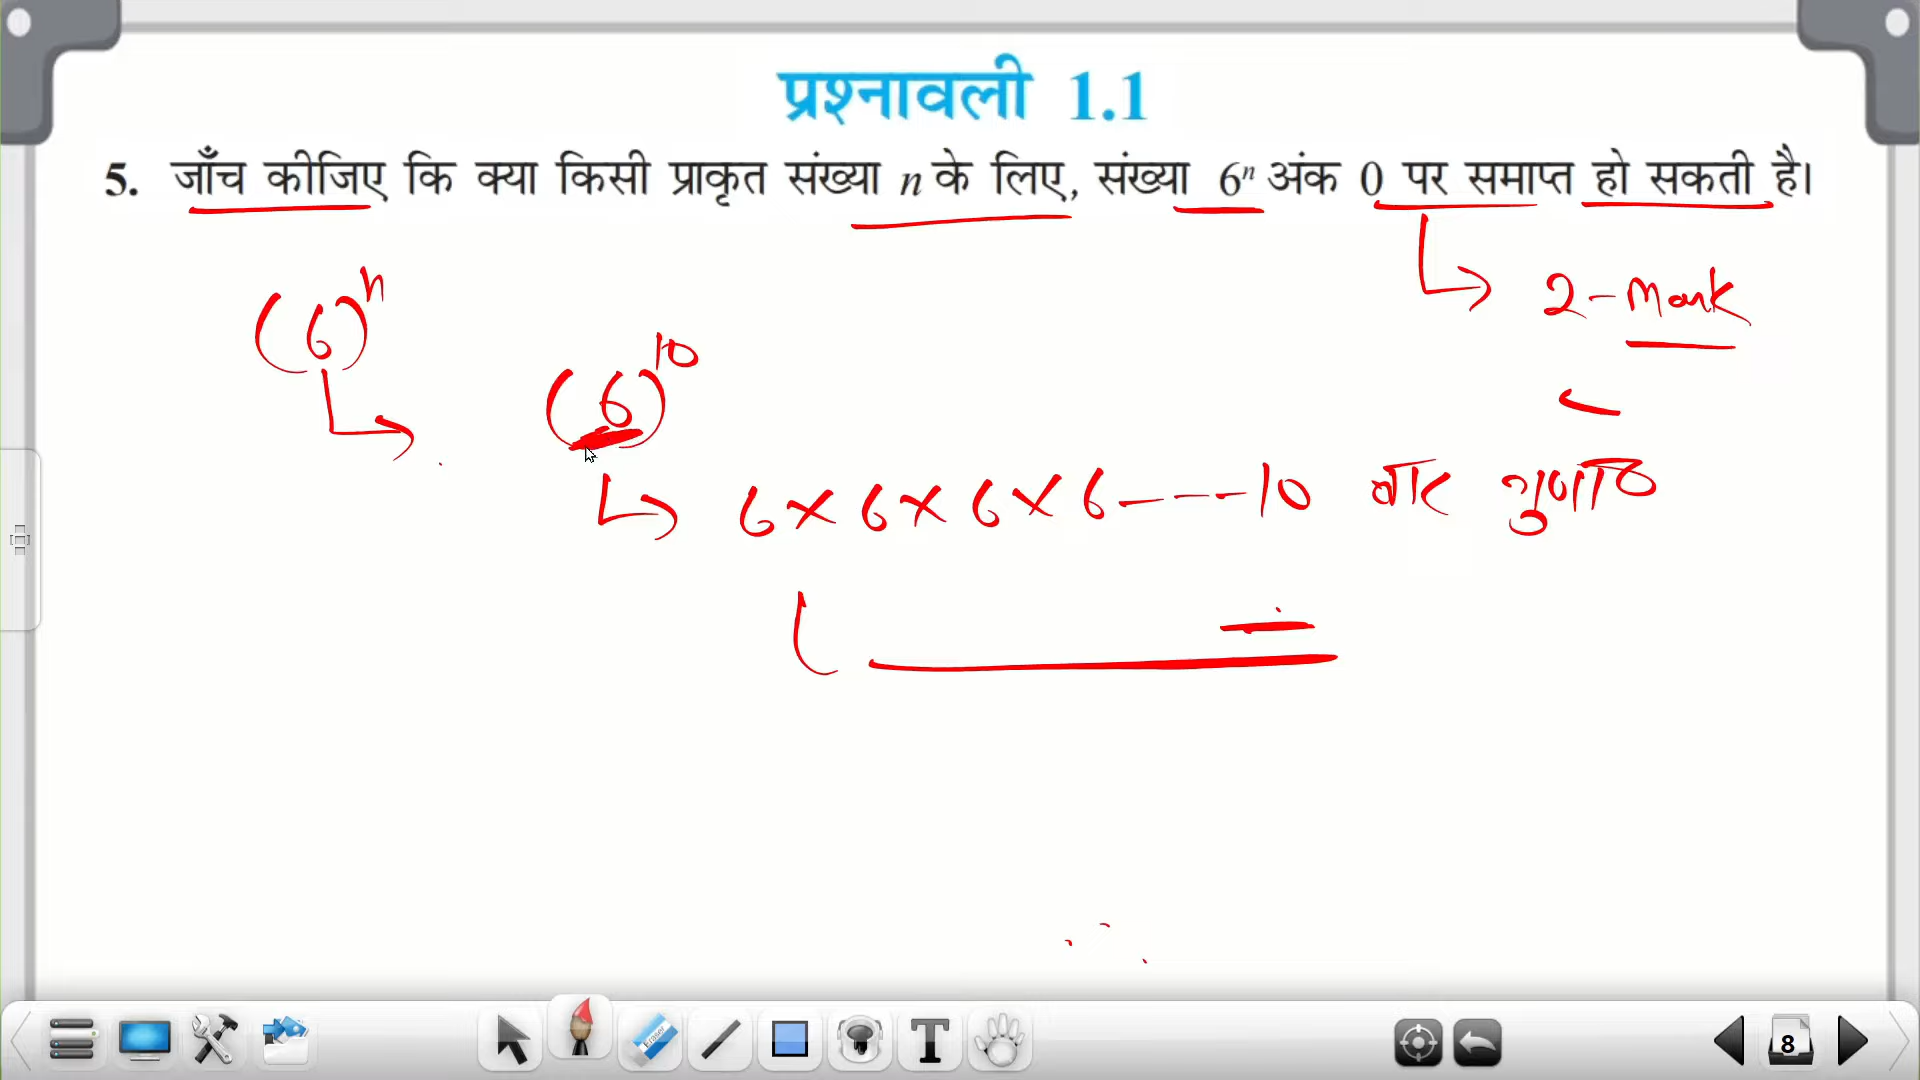 प्रश्नावली 1.1
5. जाँच कीजिए कि क्या किसी प्राकृत संख्या n के लिए, संख्या 6ⁿ अंक 0 पर समाप्त हो सकती है।
(6)ⁿ
2-Mark
(6)¹⁰
6×6×6×6----10 बार गुणा
Eraser
T
8